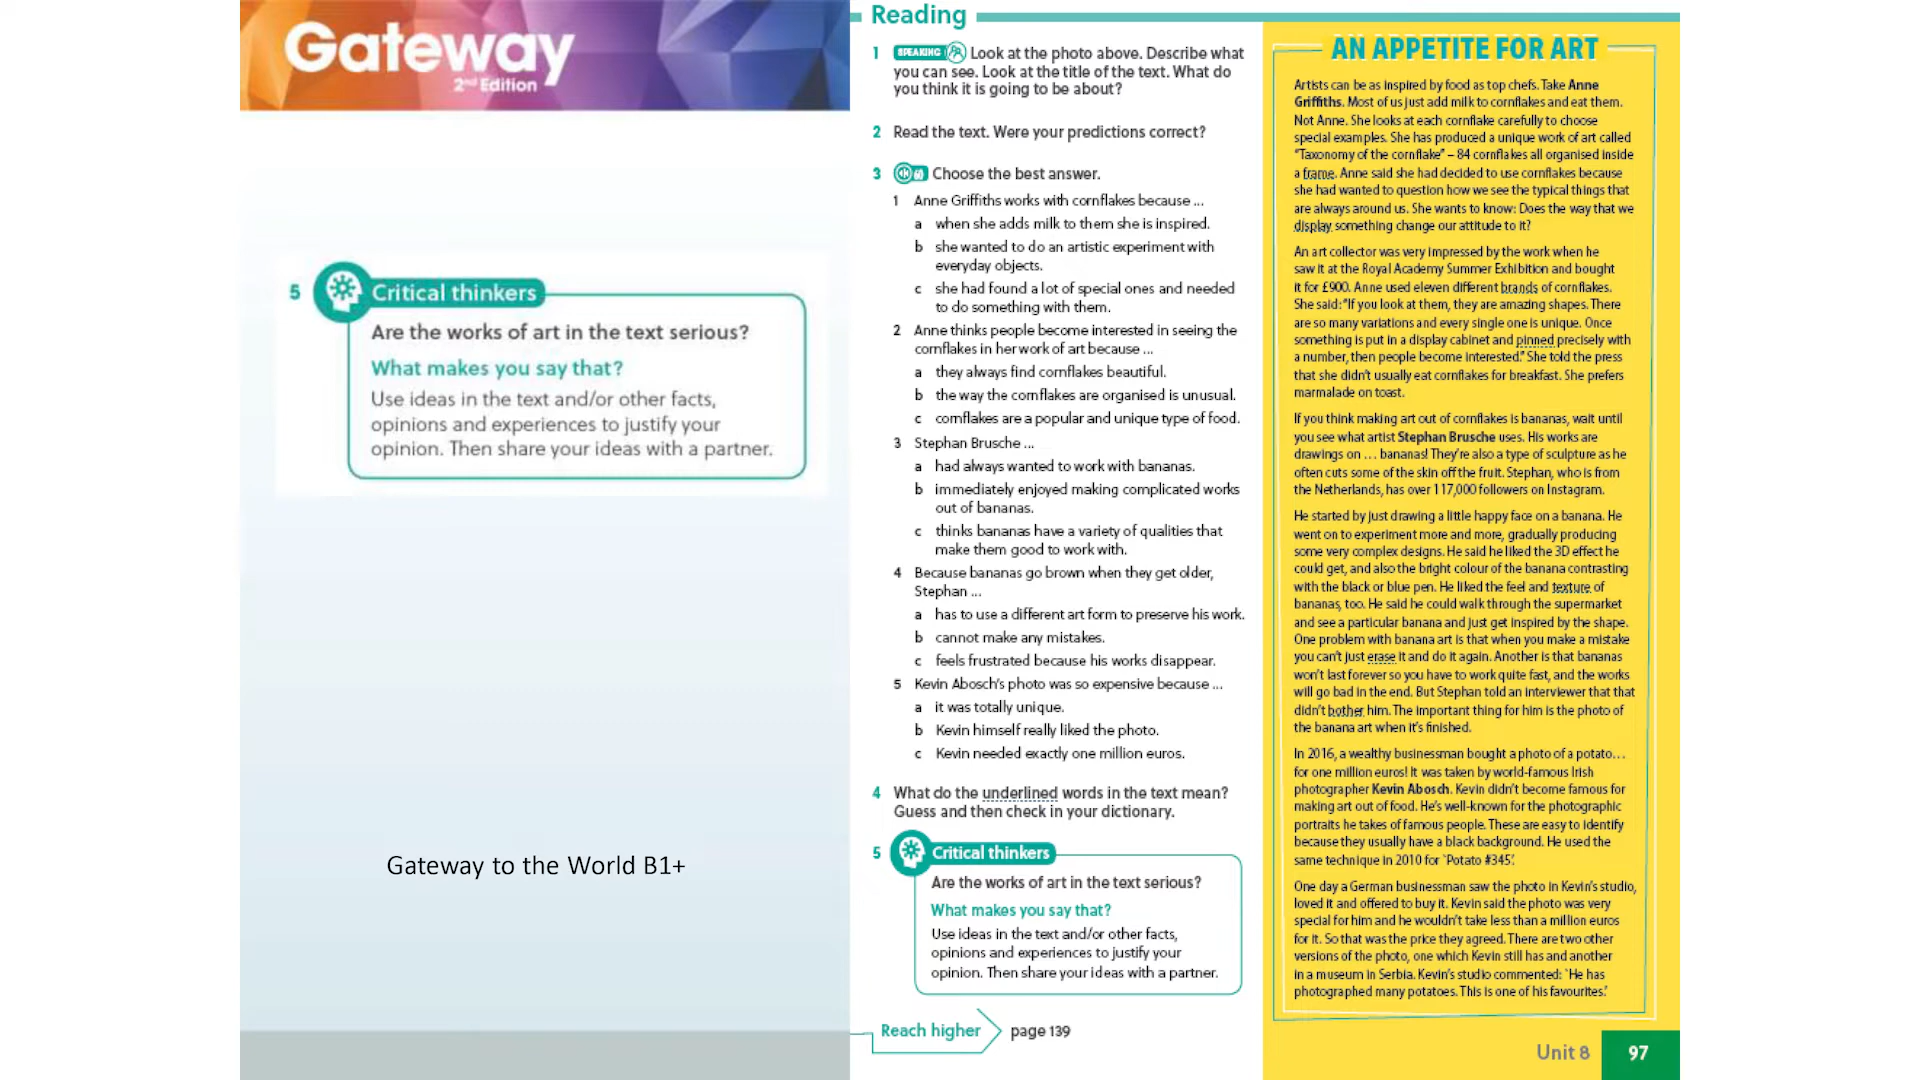 Gateway
2nd Edition
5 Critical thinkers
Are the works of art in the text serious?
What makes you say that?
Use ideas in the text and/or other facts,
opinions and experiences to justify your
opinion. Then share your ideas with a partner.
Gateway to the World B1+
Reading
1 SPEAKING Look at the photo above. Describe what
you can see. Look at the title of the text. What do
you think it is going to be about?
2 Read the text. Were your predictions correct?
3 60 Choose the best answer.
1 Anne Griffiths works with cornflakes because ...
a when she adds milk to them she is inspired.
b she wanted to do an artistic experiment with
everyday objects.
c she had found a lot of special ones and needed
to do something with them.
2 Anne thinks people become interested in seeing the
cornflakes in her work of art because ...
a they always find cornflakes beautiful.
b the way the cornflakes are organised is unusual.
c cornflakes are a popular and unique type of food.
3 Stephan Brusche ...
a had always wanted to work with bananas.
b immediately enjoyed making complicated works
out of bananas.
c thinks bananas have a variety of qualities that
make them good to work with.
4 Because bananas go brown when they get older,
Stephan ...
a has to use a different art form to preserve his work.
b cannot make any mistakes.
c feels frustrated because his works disappear.
5 Kevin Abosch's photo was so expensive because ...
a it was totally unique.
b Kevin himself really liked the photo.
c Kevin needed exactly one million euros.
4 What do the underlined words in the text mean?
Guess and then check in your dictionary.
5 Critical thinkers
Are the works of art in the text serious?
What makes you say that?
Use ideas in the text and/or other facts,
opinions and experiences to justify your
opinion. Then share your ideas with a partner.
Reach higher page 139
AN APPETITE FOR ART
Artists can be as inspired by food as top chefs. Take Anne
Griffiths. Most of us just add milk to cornflakes and eat them.
Not Anne. She looks at each cornflake carefully to choose
special examples. She has produced a unique work of art called
"Taxonomy of the cornflake" – 84 cornflakes all organised inside
a frame. Anne said she had decided to use cornflakes because
she had wanted to question how we see the typical things that
are always around us. She wants to know: Does the way that we
display something change our attitude to it?
An art collector was very impressed by the work when he
saw it at the Royal Academy Summer Exhibition and bought
it for £900. Anne used eleven different brands of cornflakes.
She said: "If you look at them, they are amazing shapes. There
are so many variations and every single one is unique. Once
something is put in a display cabinet and pinned precisely with
a number, then people become interested." She told the press
that she didn't usually eat cornflakes for breakfast. She prefers
marmalade on toast.
If you think making art out of cornflakes is bananas, wait until
you see what artist Stephan Brusche uses. His works are
drawings on ... bananas! They're also a type of sculpture as he
often cuts some of the skin off the fruit. Stephan, who is from
the Netherlands, has over 117,000 followers on Instagram.
He started by just drawing a little happy face on a banana. He
went on to experiment more and more, gradually producing
some very complex designs. He said he liked the 3D effect he
could get, and also the bright colour of the banana contrasting
with the black or blue pen. He liked the feel and texture of
bananas, too. He said he could walk through the supermarket
and see a particular banana and just get inspired by the shape.
One problem with banana art is that when you make a mistake
you can't just erase it and do it again. Another is that bananas
won't last forever so you have to work quite fast, and the works
will go bad in the end. But Stephan told an interviewer that that
didn't bother him. The important thing for him is the photo of
the banana art when it's finished.
In 2016, a wealthy businessman bought a photo of a potato...
for one million euros! It was taken by world-famous Irish
photographer Kevin Abosch. Kevin didn't become famous for
making art out of food. He's well-known for the photographic
portraits he takes of famous people. These are easy to identify
because they usually have a black background. He used the
same technique in 2010 for 'Potato #345'.
One day a German businessman saw the photo in Kevin's studio,
loved it and offered to buy it. Kevin said the photo was very
special for him and he wouldn't take less than a million euros
for it. So that was the price they agreed. There are two other
versions of the photo, one which Kevin still has and another
in a museum in Serbia. Kevin's studio commented: 'He has
photographed many potatoes. This is one of his favourites.'
Unit 8 97